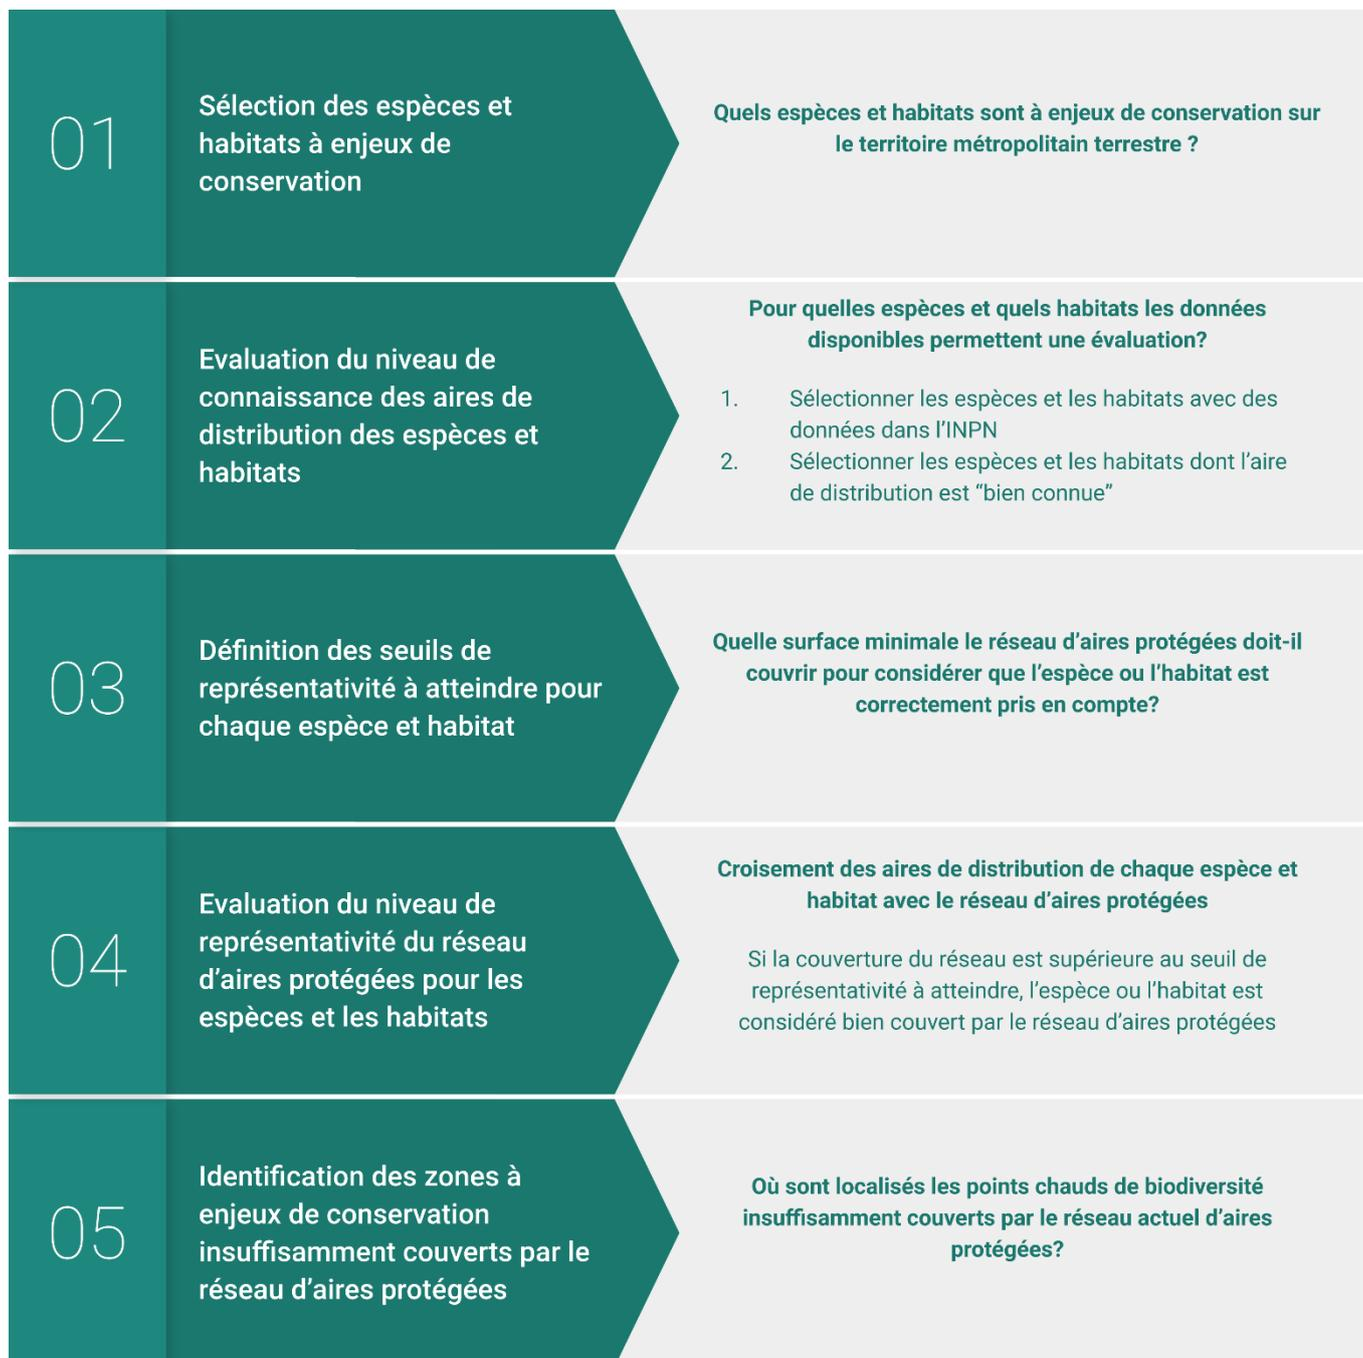 01
Sélection des espèces et
habitats à enjeux de
conservation
Quels espèces et habitats sont à enjeux de conservation sur
le territoire métropolitain terrestre ?
02
Evaluation du niveau de
connaissance des aires de
distribution des espèces et
habitats
Pour quelles espèces et quels habitats les données
disponibles permettent une évaluation?
1. Sélectionner les espèces et les habitats avec des
données dans l’INPN
2. Sélectionner les espèces et les habitats dont l’aire
de distribution est “bien connue”
03
Définition des seuils de
représentativité à atteindre pour
chaque espèce et habitat
Quelle surface minimale le réseau d’aires protégées doit-il
couvrir pour considérer que l’espèce ou l’habitat est
correctement pris en compte?
04
Evaluation du niveau de
représentativité du réseau
d’aires protégées pour les
espèces et les habitats
Croisement des aires de distribution de chaque espèce et
habitat avec le réseau d’aires protégées
Si la couverture du réseau est supérieure au seuil de
représentativité à atteindre, l’espèce ou l’habitat est
considéré bien couvert par le réseau d’aires protégées
05
Identification des zones à
enjeux de conservation
insuffisamment couverts par le
réseau d’aires protégées
Où sont localisés les points chauds de biodiversité
insuffisamment couverts par le réseau actuel d’aires
protégées?